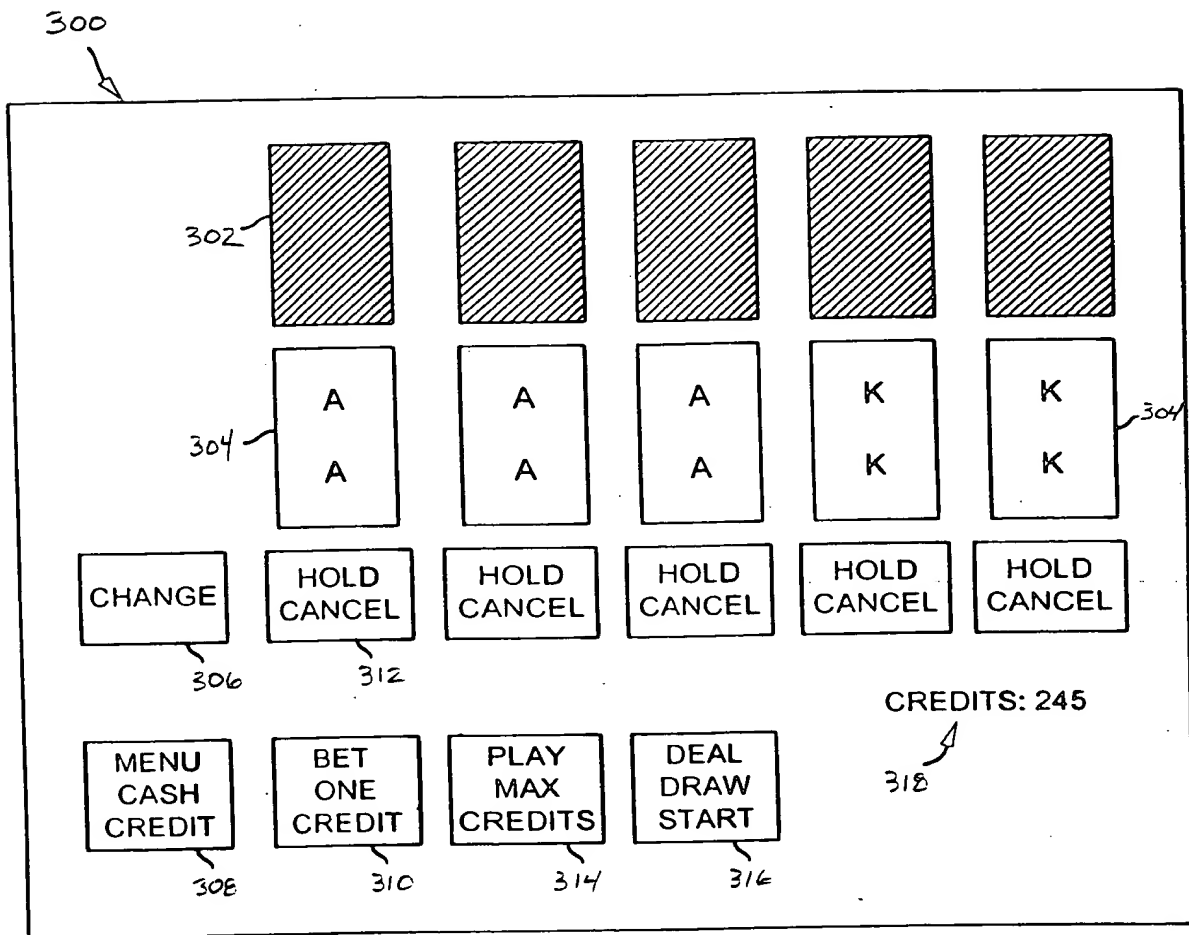 300
302
A A A K K
304 304
A A A K K
CHANGE
HOLD CANCEL
HOLD CANCEL
HOLD CANCEL
HOLD CANCEL
HOLD CANCEL
306 312
CREDITS: 245
318
MENU CASH CREDIT
BET ONE CREDIT
PLAY MAX CREDITS
DEAL DRAW START
308 310 314 316